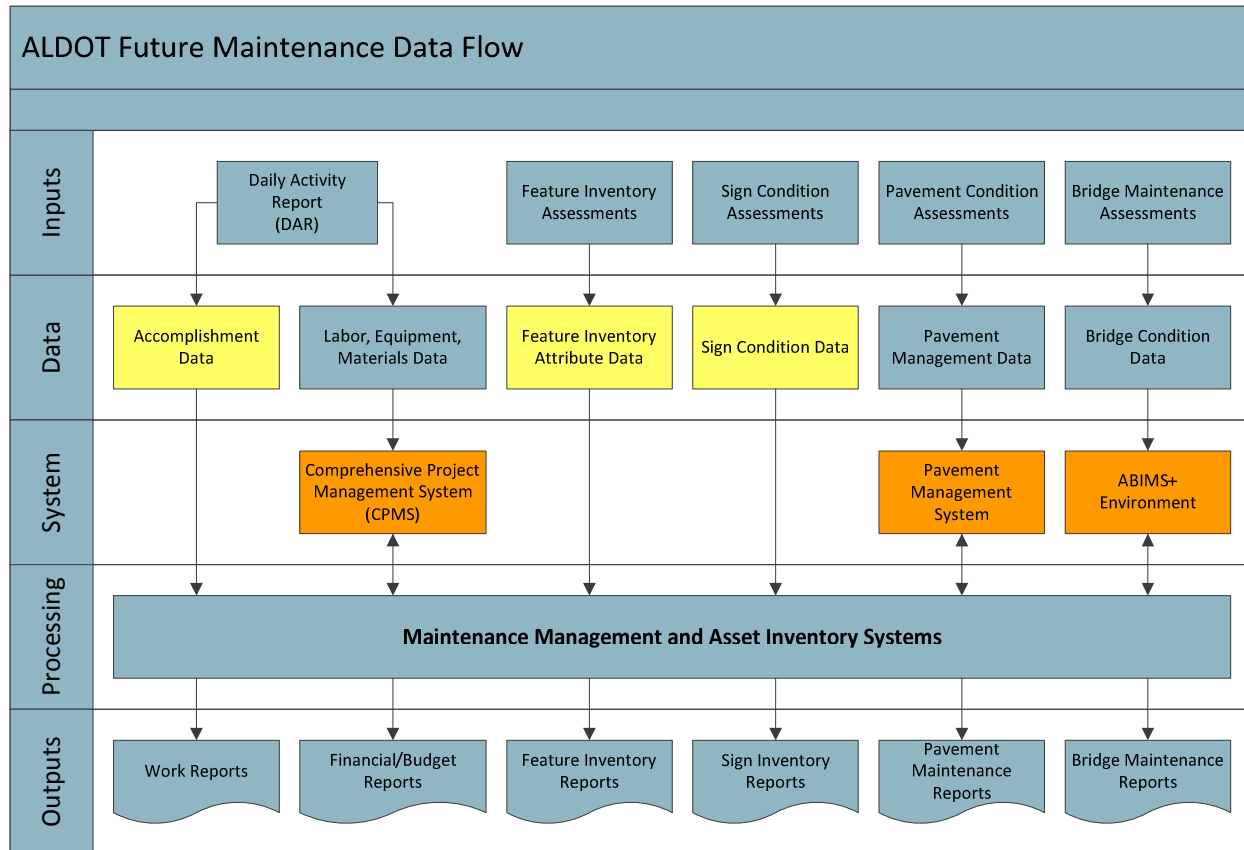 ALDOT Future Maintenance Data Flow
Inputs
Daily Activity
Report
(DAR)
Feature Inventory
Assessments
Sign Condition
Assessments
Pavement Condition
Assessments
Bridge Maintenance
Assessments
Data
Accomplishment
Data
Labor, Equipment,
Materials Data
Feature Inventory
Attribute Data
Sign Condition Data
Pavement
Management Data
Bridge Condition
Data
System
Comprehensive Project
Management System
(CPMS)
Pavement
Management
System
ABIMS+
Environment
Processing
Maintenance Management and Asset Inventory Systems
Outputs
Work Reports
Financial/Budget
Reports
Feature Inventory
Reports
Sign Inventory
Reports
Pavement
Maintenance
Reports
Bridge Maintenance
Reports